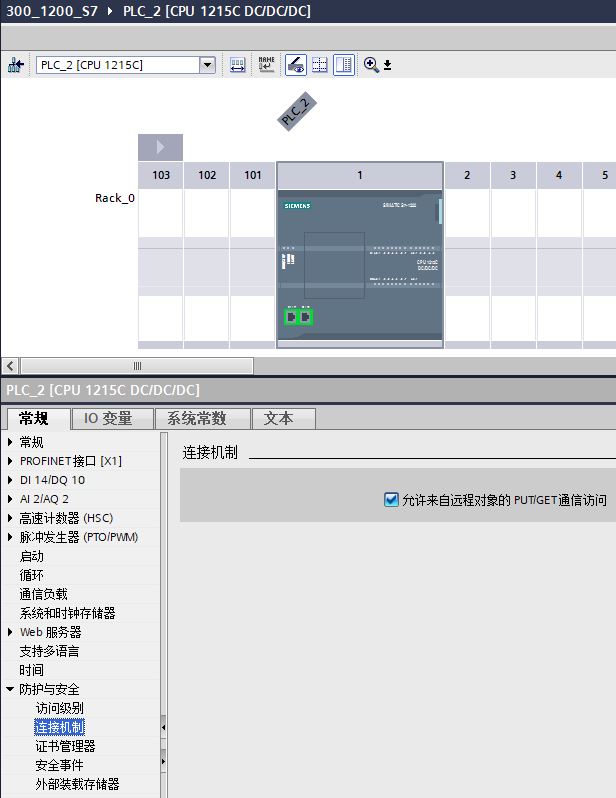 300_1200_S7 PLC_2 [CPU 1215C DC/DC/DC]
PLC_2 [CPU 1215C]
PLC_2
103 102 101 1 2 3 4 5
Rack_0
SIEMENS SIMATIC S7-1200
CPU 1215C
DC/DC/DC
PLC_2 [CPU 1215C DC/DC/DC]
常规 IO 变量 系统常数 文本
常规
PROFINET接口 [X1]
DI 14/DQ 10
AI 2/AQ 2
高速计数器 (HSC)
脉冲发生器 (PTO/PWM)
启动
循环
通信负载
系统和时钟存储器
Web 服务器
支持多语言
时间
防护与安全
访问级别
连接机制
证书管理器
安全事件
外部装载存储器
连接机制
允许来自远程对象的 PUT/GET 通信访问